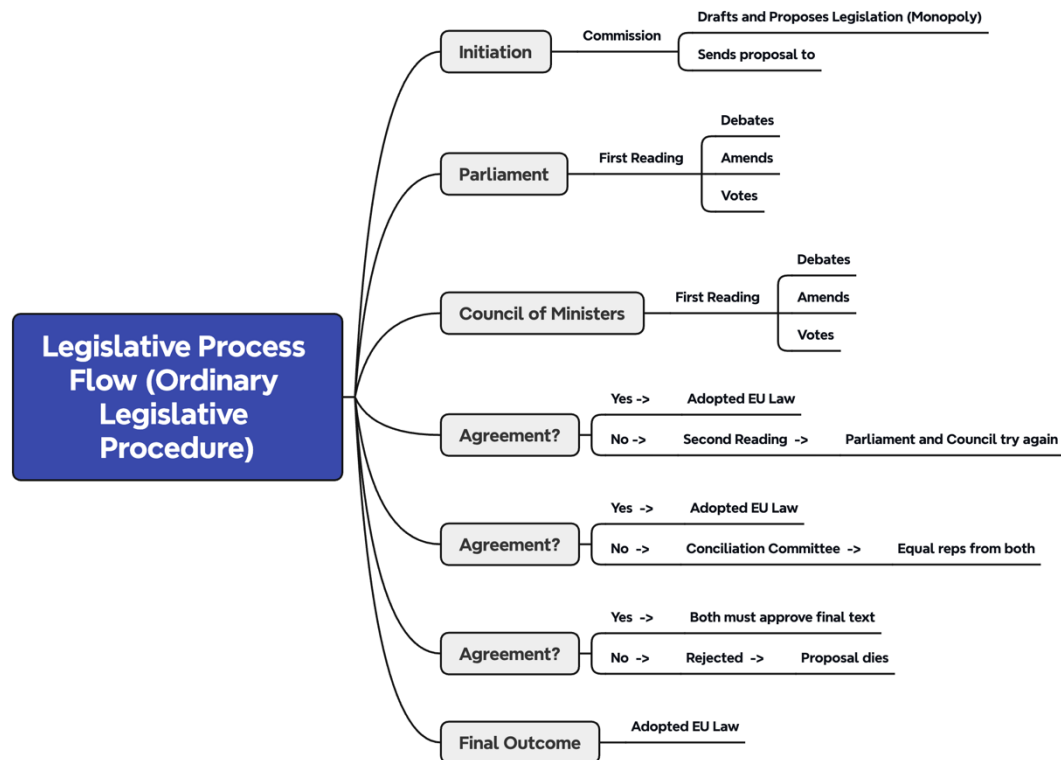 Legislative Process
Flow (Ordinary
Legislative
Procedure)
Initiation
Commission
Drafts and Proposes Legislation (Monopoly)
Sends proposal to
Parliament
First Reading
Debates
Amends
Votes
Council of Ministers
First Reading
Debates
Amends
Votes
Agreement?
Yes -> Adopted EU Law
No -> Second Reading -> Parliament and Council try again
Agreement?
Yes -> Adopted EU Law
No -> Conciliation Committee -> Equal reps from both
Agreement?
Yes -> Both must approve final text
No -> Rejected -> Proposal dies
Final Outcome
Adopted EU Law